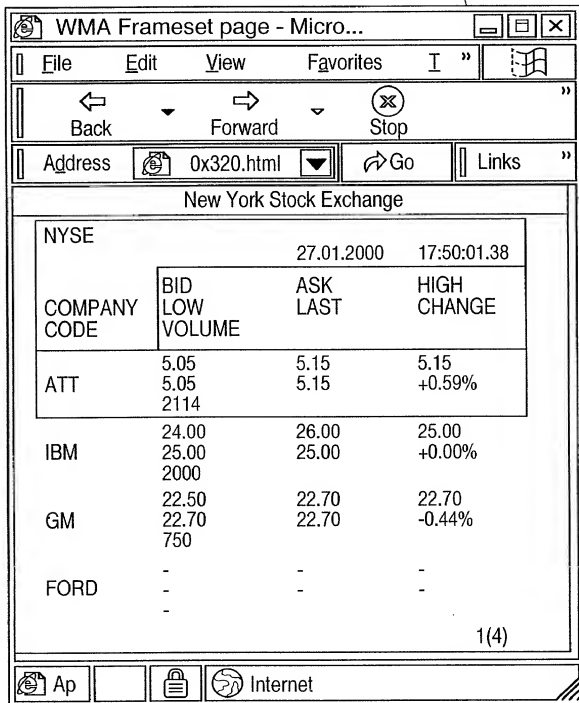 WMA Frameset page - Micro...
File Edit View Favorites T »
Back Forward Stop »
Address 0x320.html Go Links »
New York Stock Exchange
NYSE 27.01.2000 17:50:01.38
BID ASK HIGH
COMPANY LOW LAST CHANGE
CODE VOLUME
5.05 5.15 5.15
ATT 5.05 5.15 +0.59%
2114
24.00 26.00 25.00
IBM 25.00 25.00 +0.00%
2000
22.50 22.70 22.70
GM 22.70 22.70 -0.44%
750
- - -
FORD - - -
-
1(4)
Ap Internet